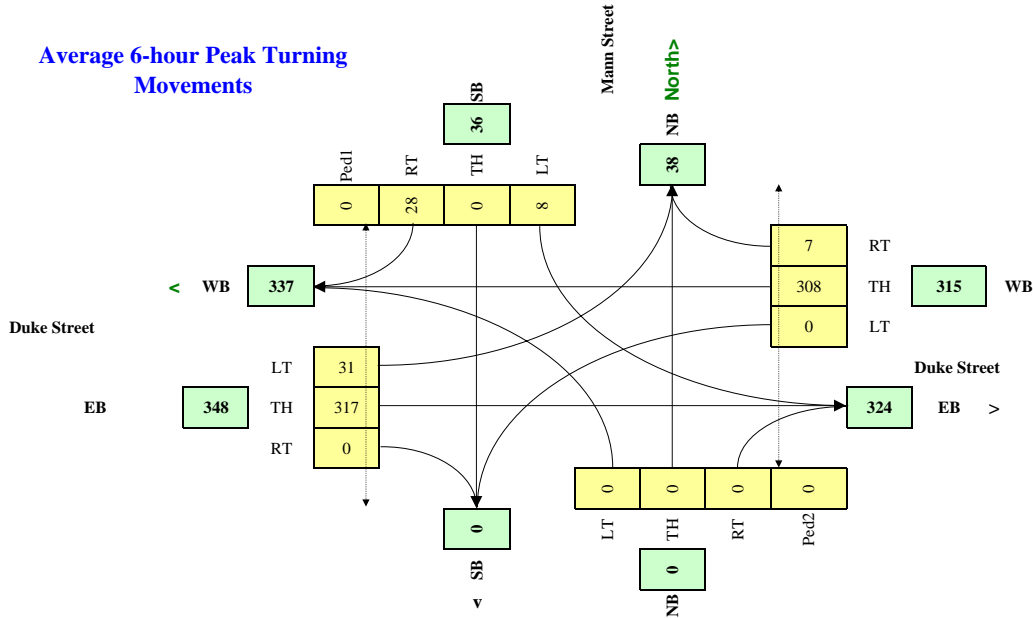 Average 6-hour Peak Turning
Movements
Mann Street
North>
SB
36
NB
38
Ped1
RT
TH
LT
0
28
0
8
7
RT
< WB
337
308
TH
315
WB
0
LT
Duke Street
LT
31
Duke Street
EB
348
TH
317
324
EB >
RT
0
0
0
0
0
LT
TH
RT
Ped2
0
SB
v
0
NB